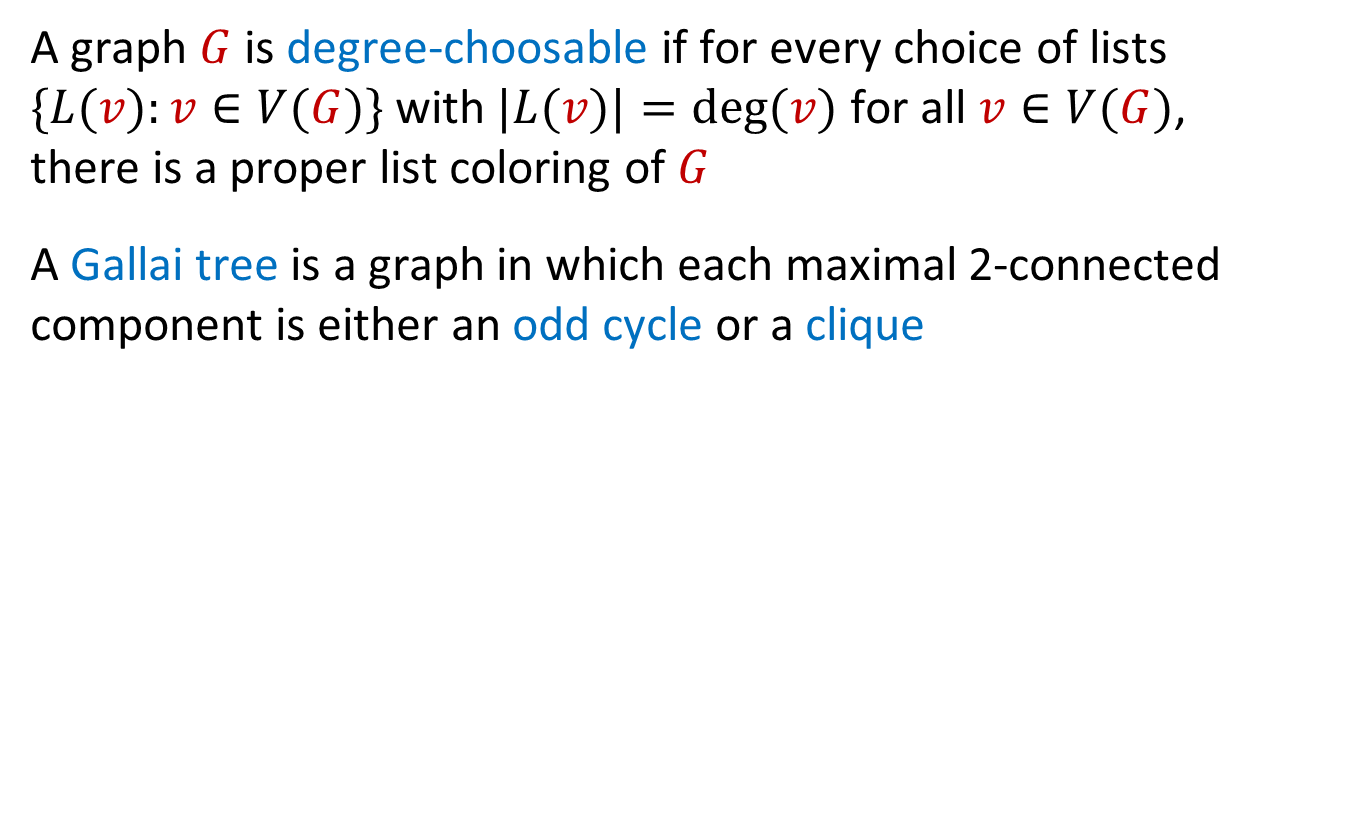 A graph 𝐺 is degree-choosable if for every choice of lists
{𝐿(𝑣): 𝑣 ∈ 𝑉(𝐺)} with |𝐿(𝑣)| = deg(𝑣) for all 𝑣 ∈ 𝑉(𝐺),
there is a proper list coloring of 𝐺
A Gallai tree is a graph in which each maximal 2-connected
component is either an odd cycle or a clique